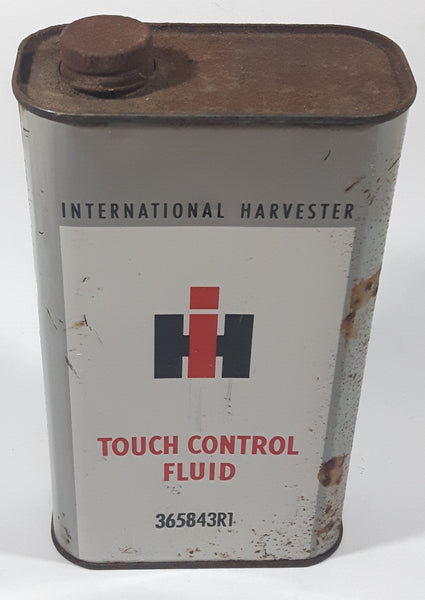 INTERNATIONAL HARVESTER
IH
TOUCH CONTROL
FLUID
365843R1